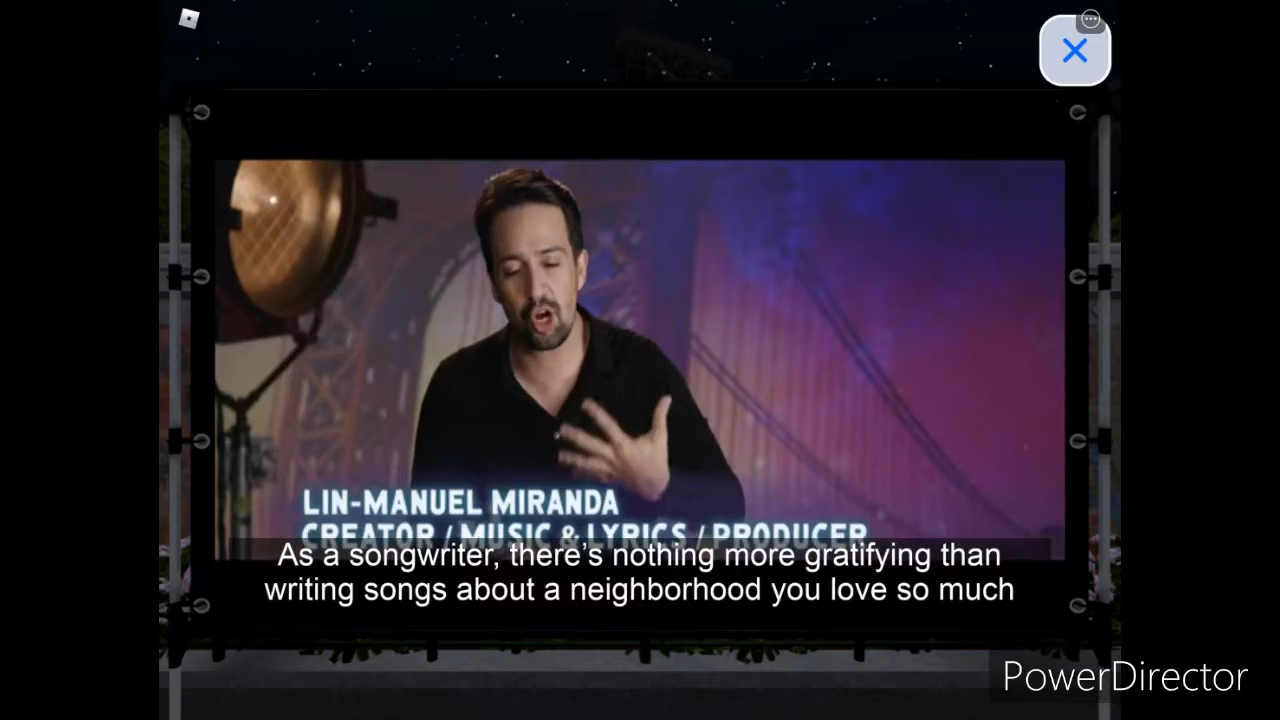 LIN-MANUEL MIRANDA
CREATOR / MUSIC & LYRICS / PRODUCER
As a songwriter, there’s nothing more gratifying than
writing songs about a neighborhood you love so much
PowerDirector